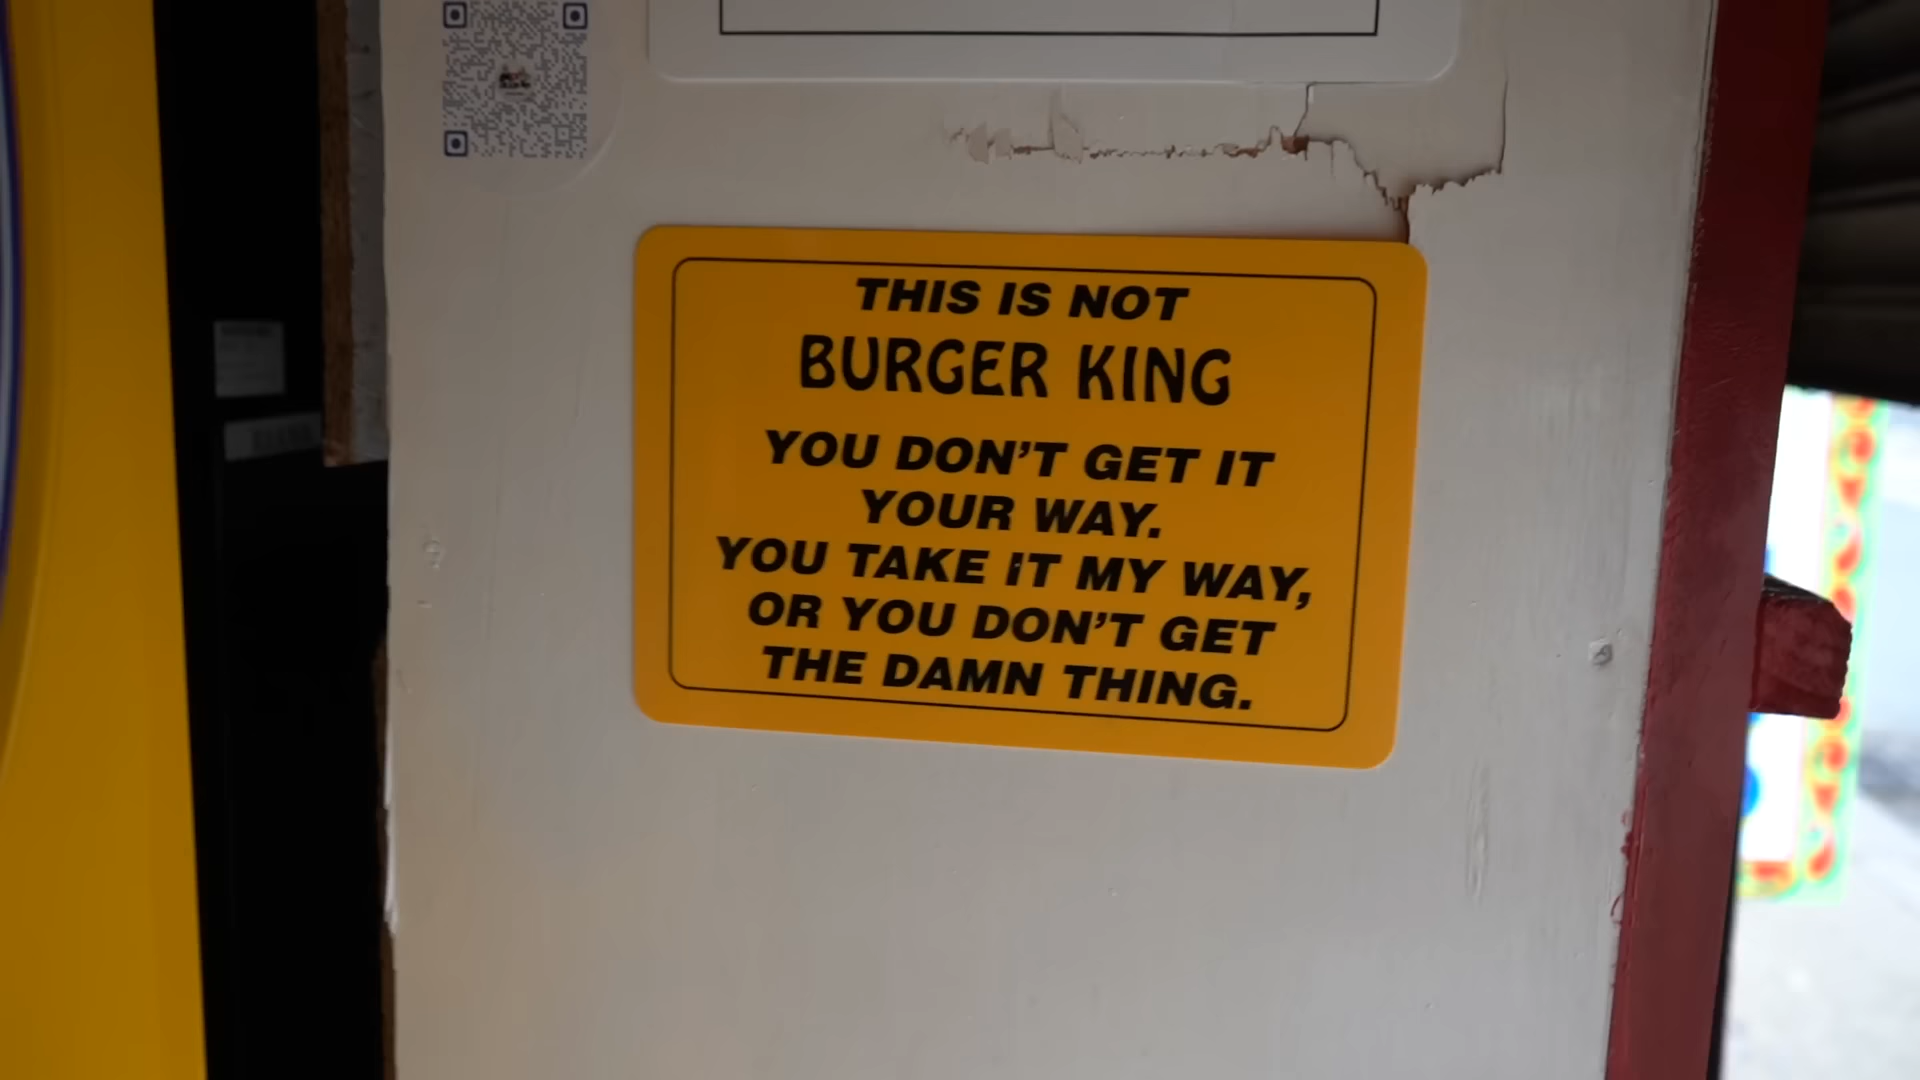 THIS IS NOT
BURGER KING
YOU DON'T GET IT
YOUR WAY.
YOU TAKE IT MY WAY,
OR YOU DON'T GET
THE DAMN THING.